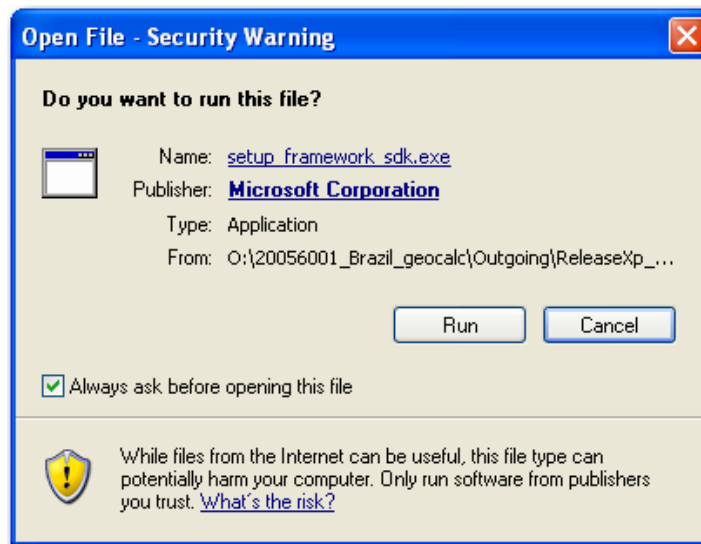 Open File - Security Warning
Do you want to run this file?
Name: setup_framework_sdk.exe
Publisher: Microsoft Corporation
Type: Application
From: O:\20056001_Brazil_geocalc\Outgoing\ReleaseXp_...
Run Cancel
Always ask before opening this file
While files from the Internet can be useful, this file type can
potentially harm your computer. Only run software from publishers
you trust. What's the risk?